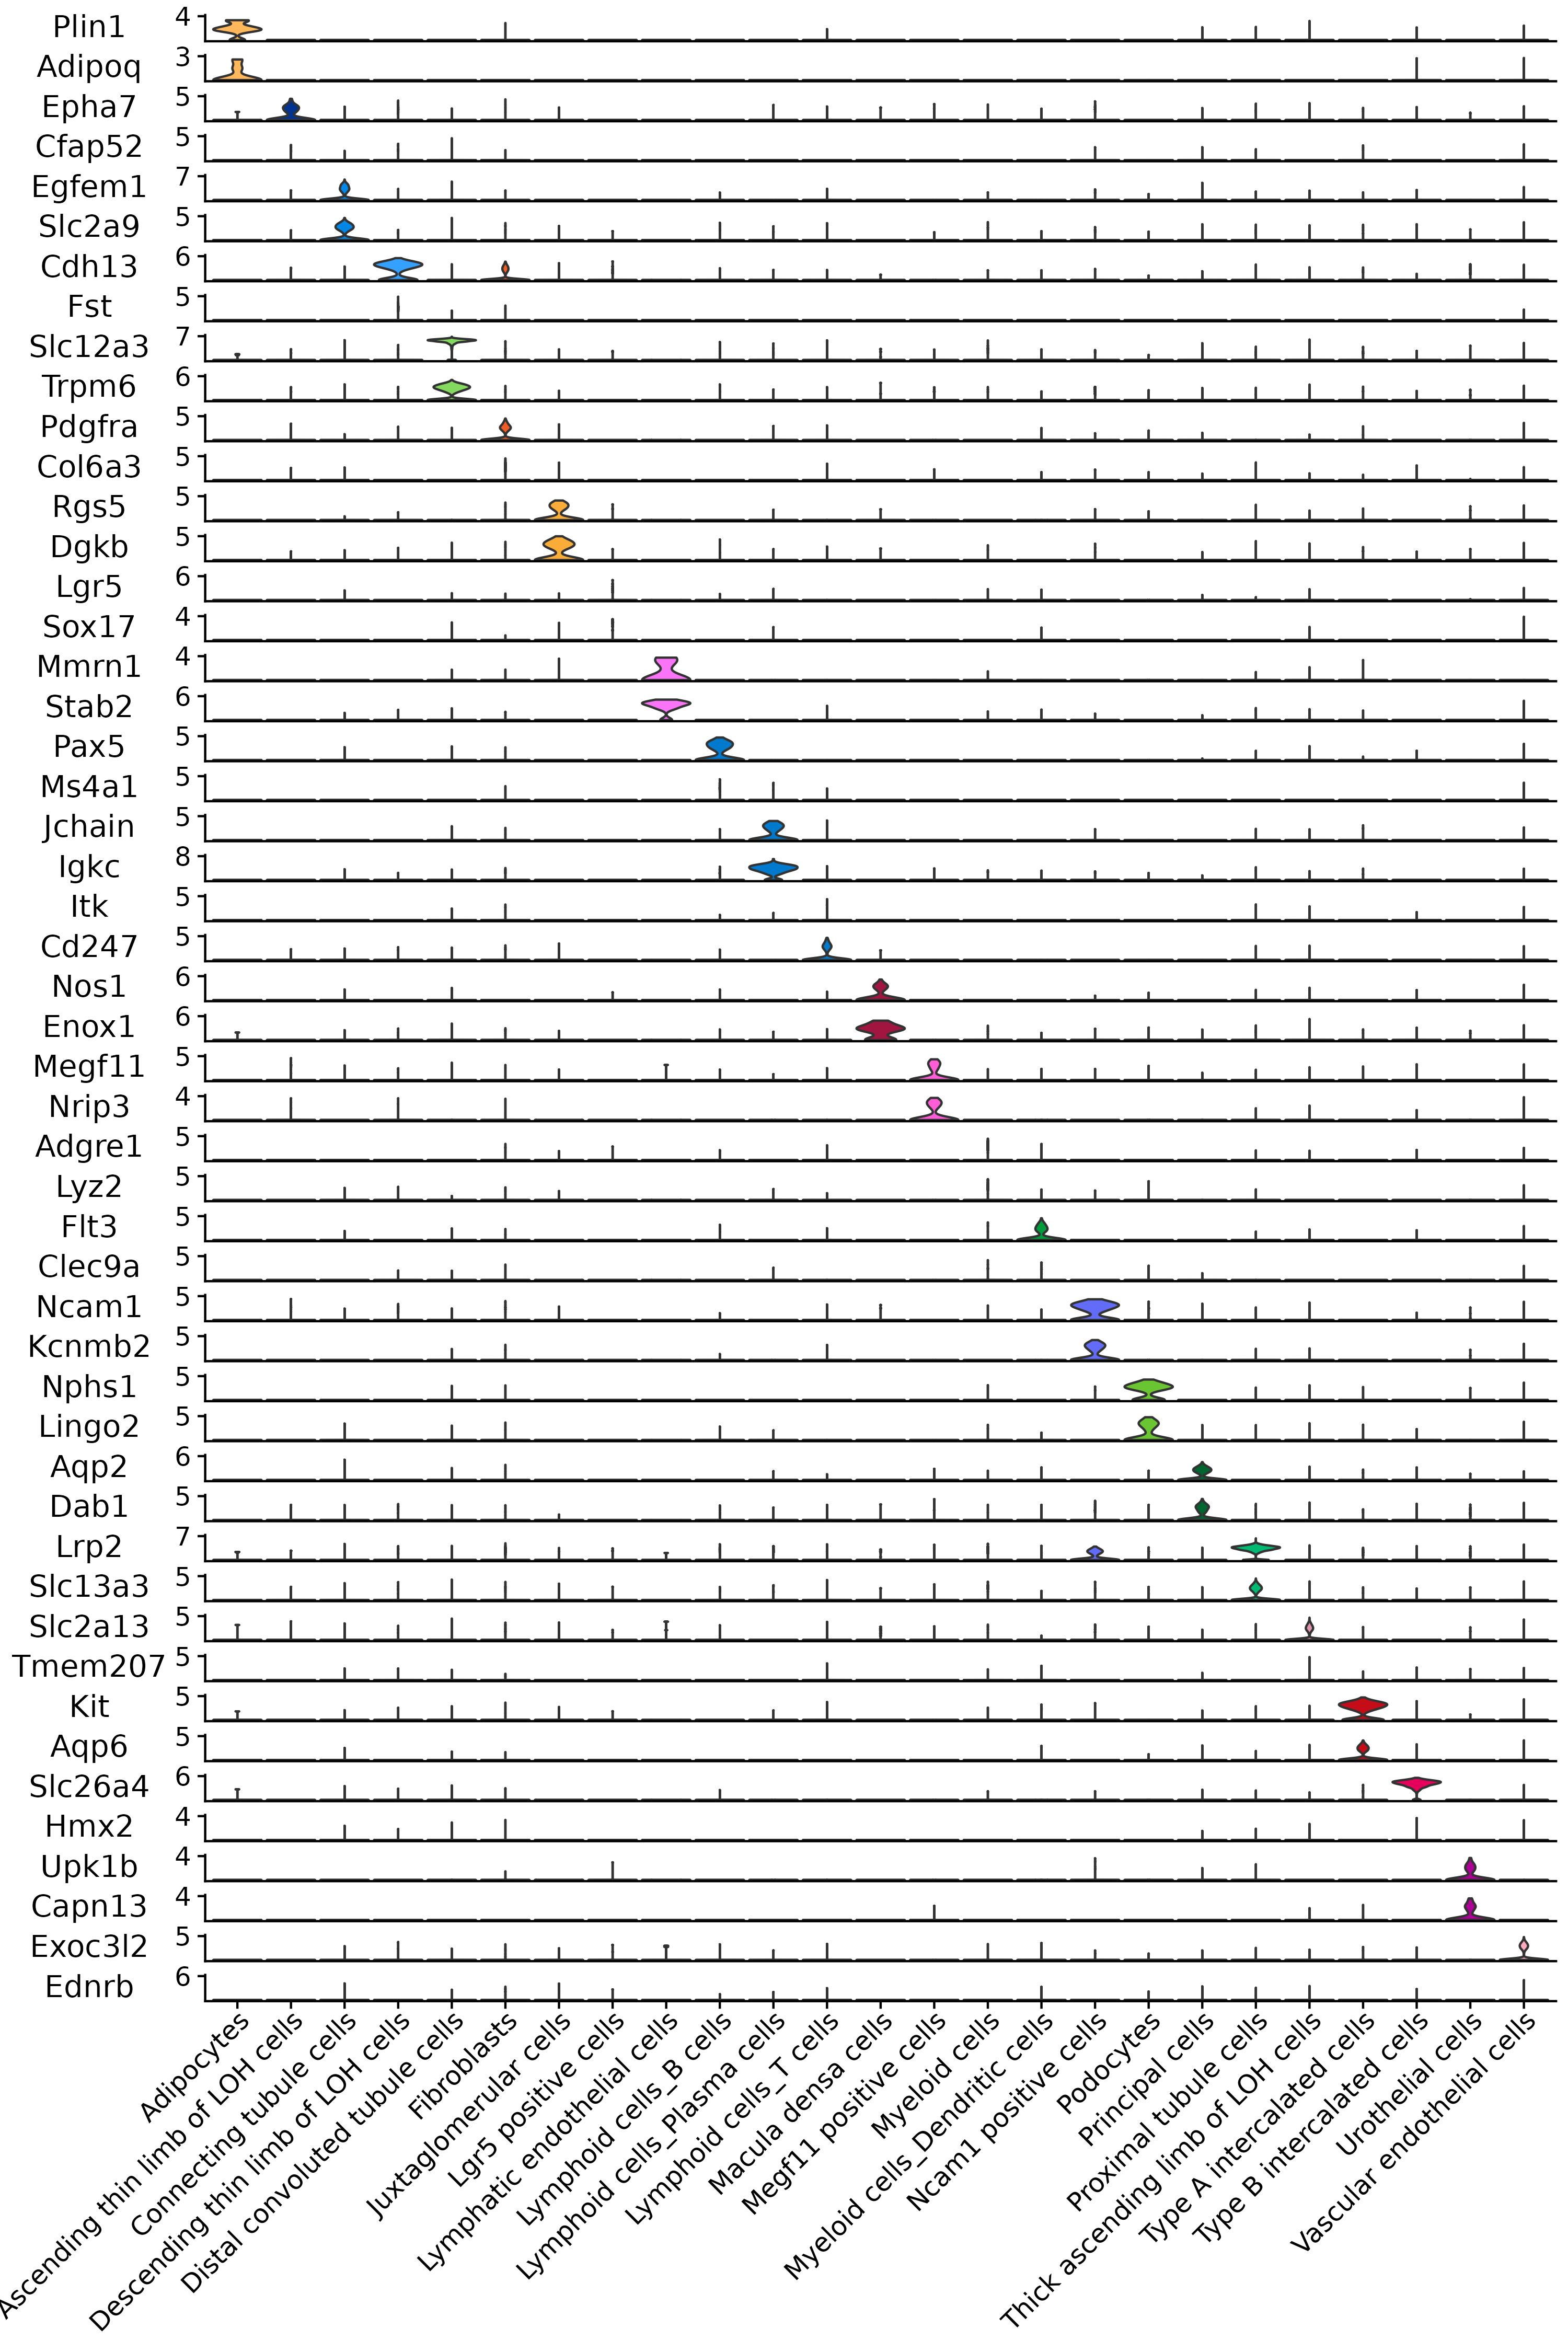 Plin1 4
Adipoq 3
Epha7 5
Cfap52 5
Egfem1 7
Slc2a9 5
Cdh13 6
Fst 5
Slc12a3 7
Trpm6 6
Pdgfra 5
Col6a3 5
Rgs5 5
Dgkb 5
Lgr5 6
Sox17 4
Mmrn1 4
Stab2 6
Pax5 5
Ms4a1 5
Jchain 5
Igkc 8
Itk 5
Cd247 5
Nos1 6
Enox1 6
Megf11 5
Nrip3 4
Adgre1 5
Lyz2 5
Flt3 5
Clec9a 5
Ncam1 5
Kcnmb2 5
Nphs1 5
Lingo2 5
Aqp2 6
Dab1 5
Lrp2 7
Slc13a3 5
Slc2a13 5
Tmem207 5
Kit 5
Aqp6 5
Slc26a4 6
Hmx2 4
Upk1b 4
Capn13 4
Exoc3l2 5
Ednrb 6
Adipocytes
Ascending thin limb of LOH cells
Connecting tubule cells
Descending thin limb of LOH cells
Distal convoluted tubule cells
Fibroblasts
Juxtaglomerular cells
Lgr5 positive cells
Lymphatic endothelial cells
Lymphoid cells_B cells
Lymphoid cells_Plasma cells
Lymphoid cells_T cells
Macula densa cells
Megf11 positive cells
Myeloid cells
Myeloid cells_Dendritic cells
Ncam1 positive cells
Podocytes
Principal cells
Proximal tubule cells
Thick ascending limb of LOH cells
Type A intercalated cells
Type B intercalated cells
Urothelial cells
Vascular endothelial cells